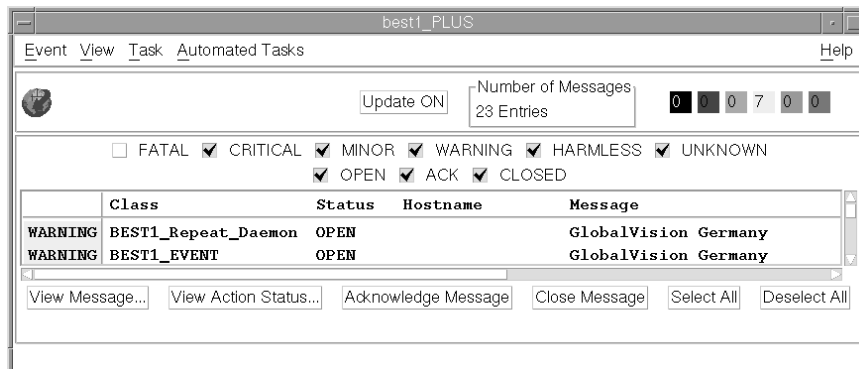 best1_PLUS
Event View Task Automated Tasks Help
Number of Messages
Update ON 23 Entries 0 0 0 7 0 0
FATAL CRITICAL MINOR WARNING HARMLESS UNKNOWN
OPEN ACK CLOSED
Class Status Hostname Message
WARNING BEST1_Repeat_Daemon OPEN GlobalVision Germany
WARNING BEST1_EVENT OPEN GlobalVision Germany
View Message... View Action Status... Acknowledge Message Close Message Select All Deselect All